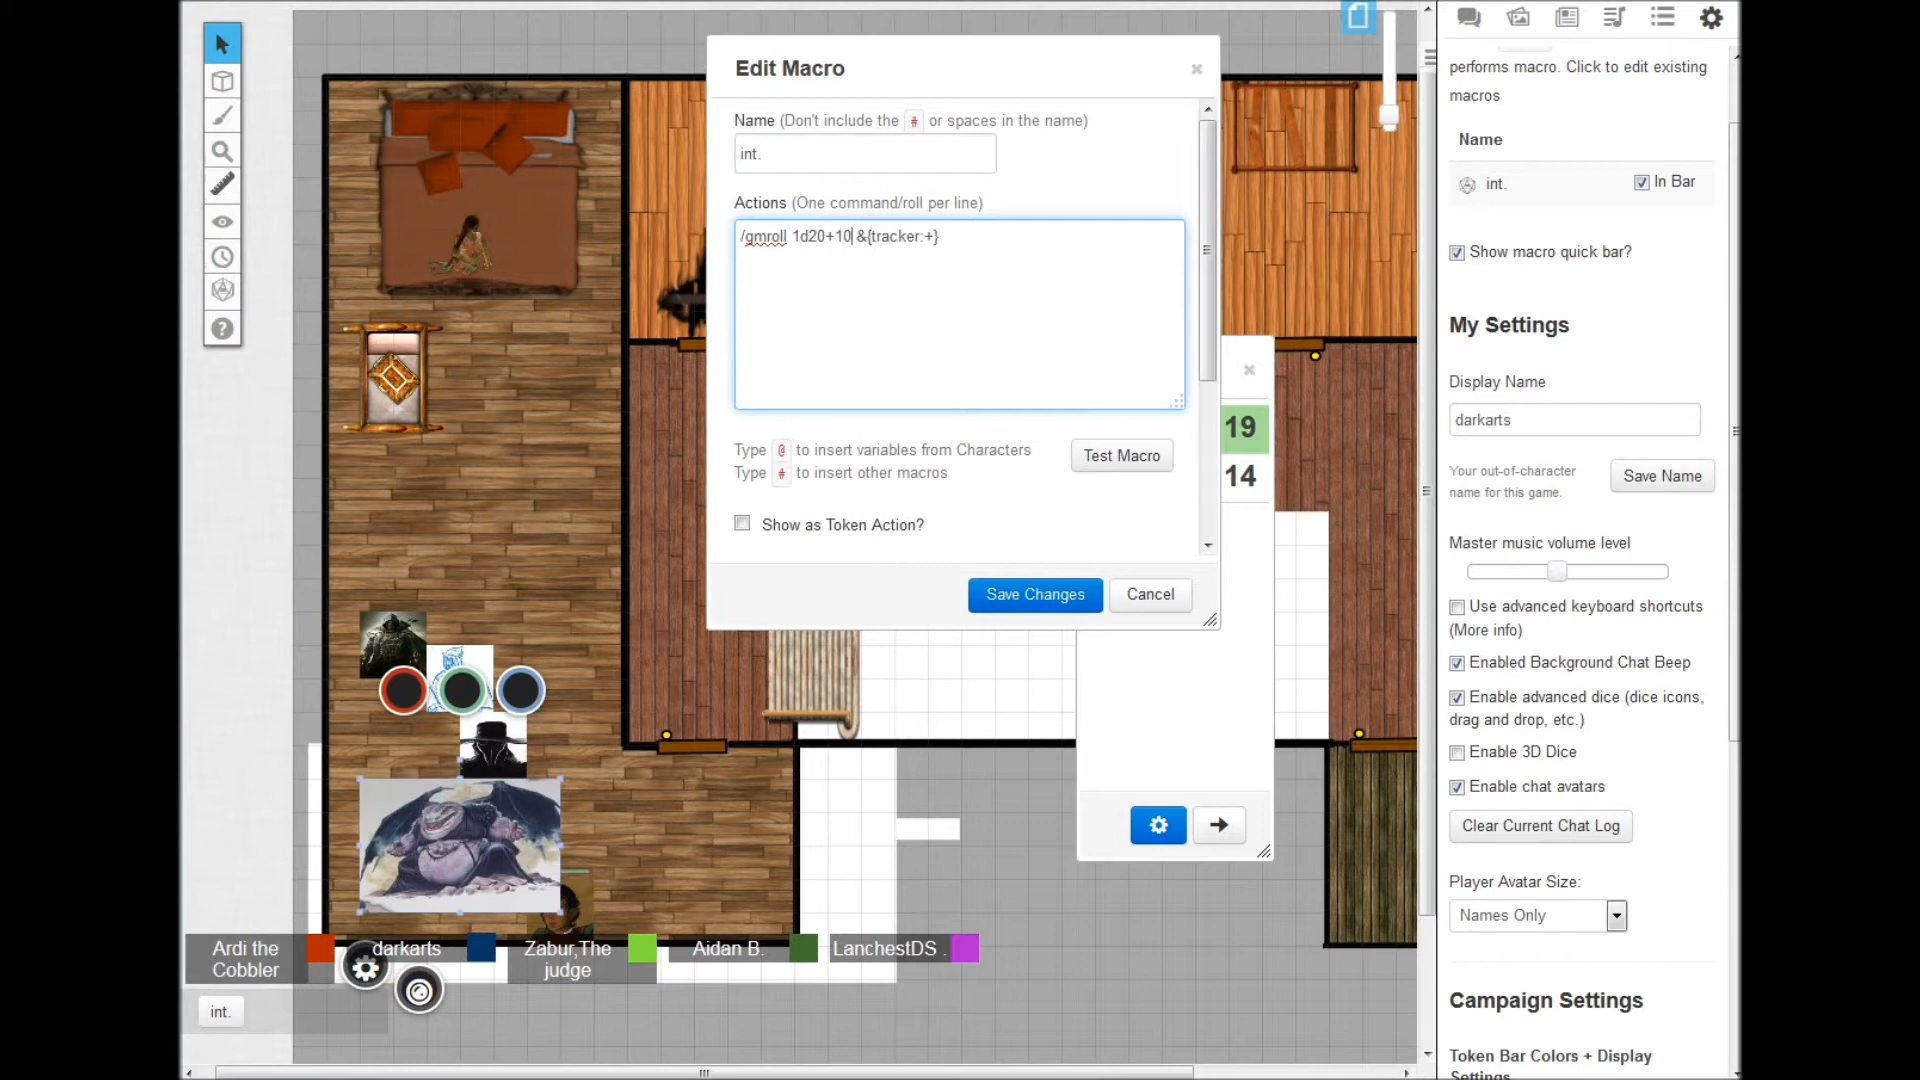 Edit Macro
Name (Don't include the # or spaces in the name)
int.
Actions (One command/roll per line)
/gmroll 1d20+10 &{tracker:+}
Type @ to insert variables from Characters
Type # to insert other macros
Test Macro
Show as Token Action?
Save Changes
Cancel
19
14
performs macro. Click to edit existing
macros
Name
int.
In Bar
Show macro quick bar?
My Settings
Display Name
darkarts
Your out-of-character
name for this game.
Save Name
Master music volume level
Use advanced keyboard shortcuts
(More info)
Enabled Background Chat Beep
Enable advanced dice (dice icons,
drag and drop, etc.)
Enable 3D Dice
Enable chat avatars
Clear Current Chat Log
Player Avatar Size:
Names Only
Campaign Settings
Token Bar Colors + Display
Settings
Ardi the
Cobbler
darkarts
Zabur,The
judge
Aidan B.
LanchestDS .
int.